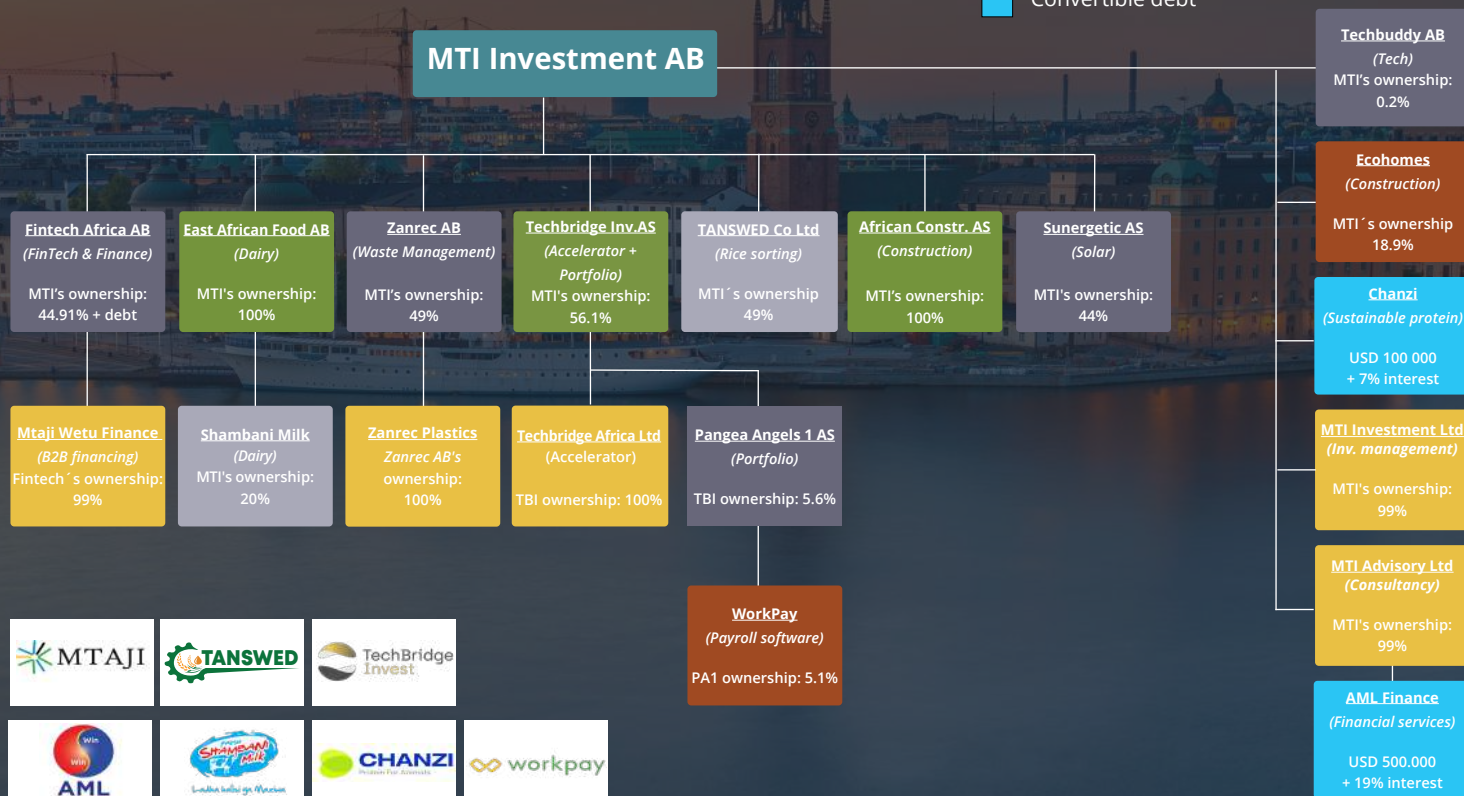 Convertible debt
MTI Investment AB
Techbuddy AB
(Tech)
MTI's ownership:
0.2%
Ecohomes
(Construction)
MTI´s ownership
18.9%
Chanzi
(Sustainable protein)
USD 100 000
+ 7% interest
MTI Investment Ltd
(Inv. management)
MTI's ownership:
99%
MTI Advisory Ltd
(Consultancy)
MTI's ownership:
99%
AML Finance
(Financial services)
USD 500.000
+ 19% interest
Fintech Africa AB
(FinTech & Finance)
MTI's ownership:
44.91% + debt
East African Food AB
(Dairy)
MTI's ownership:
100%
Zanrec AB
(Waste Management)
MTI's ownership:
49%
Techbridge Inv.AS
(Accelerator +
Portfolio)
MTI's ownership:
56.1%
TANSWED Co Ltd
(Rice sorting)
MTI´s ownership
49%
African Constr. AS
(Construction)
MTI's ownership:
100%
Sunergetic AS
(Solar)
MTI's ownership:
44%
Mtaji Wetu Finance
(B2B financing)
Fintech´s ownership:
99%
Shambani Milk
(Dairy)
MTI's ownership:
20%
Zanrec Plastics
Zanrec AB's
ownership:
100%
Techbridge Africa Ltd
(Accelerator)
TBI ownership: 100%
Pangea Angels 1 AS
(Portfolio)
TBI ownership: 5.6%
WorkPay
(Payroll software)
PA1 ownership: 5.1%
MTAJI
TANSWED
TechBridge
Invest
Win
Win
AML
SHAMBANI
Milk
CHANZI
Protein For Animals
workpay